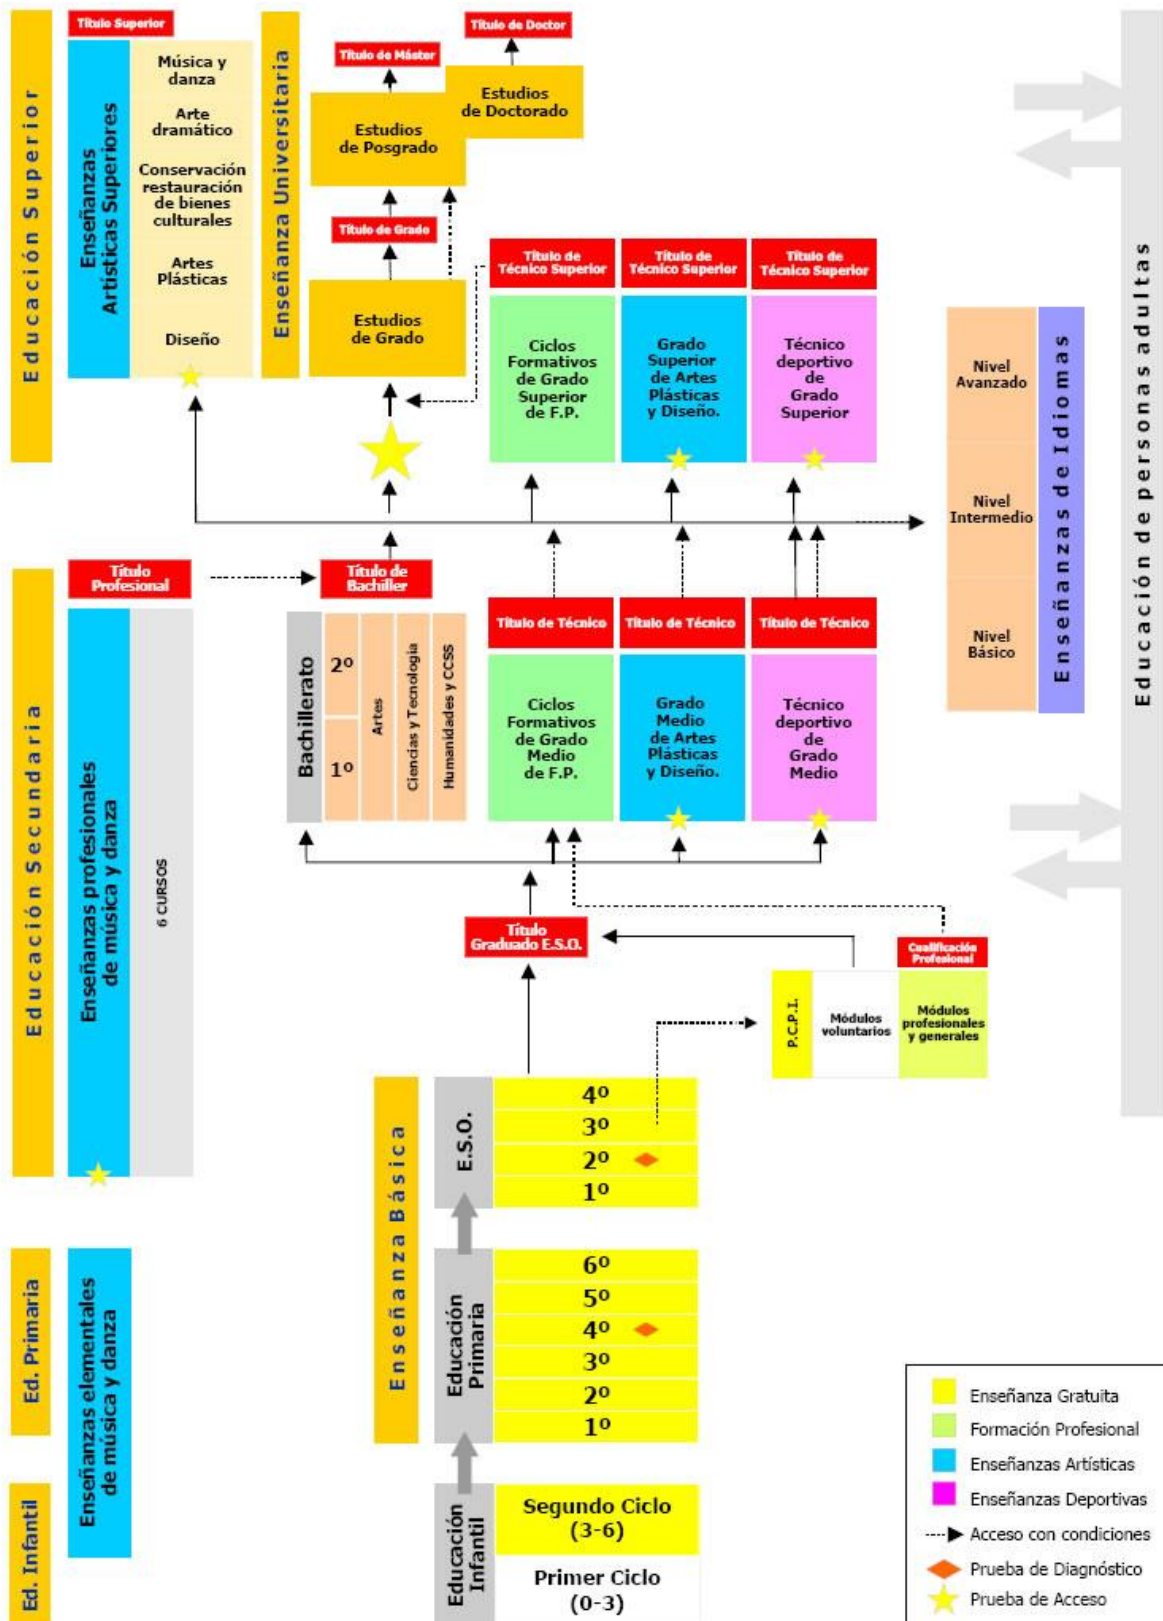 Educación Superior
Título Superior
Enseñanzas
Artísticas Superiores
Música y
danza
Arte
dramático
Conservación
restauración
de bienes
culturales
Artes
Plásticas
Diseño
Enseñanza Universitaria
Título de Máster
Título de Doctor
Estudios
de Posgrado
Estudios
de Doctorado
Título de Grado
Estudios
de Grado
Título de
Técnico Superior
Título de
Técnico Superior
Título de
Técnico Superior
Ciclos
Formativos
de Grado
Superior
de F.P.
Grado
Superior
de Artes
Plásticas
y Diseño.
Técnico
deportivo
de
Grado
Superior
Nivel
Avanzado
Nivel
Intermedio
Nivel
Básico
Enseñanzas de Idiomas
Educación de personas adultas
Educación Secundaria
Título
Profesional
Enseñanzas profesionales
de música y danza
6 CURSOS
Título de
Bachiller
Bachillerato
2º
1º
Artes
Ciencias y Tecnología
Humanidades y CCSS
Título de Técnico
Título de Técnico
Título de Técnico
Ciclos
Formativos
de Grado
Medio
de F.P.
Grado
Medio
de Artes
Plásticas
y Diseño.
Técnico
deportivo
de
Grado
Medio
Título
Graduado E.S.O.
Cualificación
Profesional
P.C.P.I.
Módulos
voluntarios
Módulos
profesionales
y generales
Enseñanza Básica
E.S.O.
4º
3º
2º
1º
Ed. Primaria
Enseñanzas elementales
de música y danza
Educación
Primaria
6º
5º
4º
3º
2º
1º
Ed. Infantil
Educación
Infantil
Segundo Ciclo
(3-6)
Primer Ciclo
(0-3)
Enseñanza Gratuita
Formación Profesional
Enseñanzas Artísticas
Enseñanzas Deportivas
Acceso con condiciones
Prueba de Diagnóstico
Prueba de Acceso